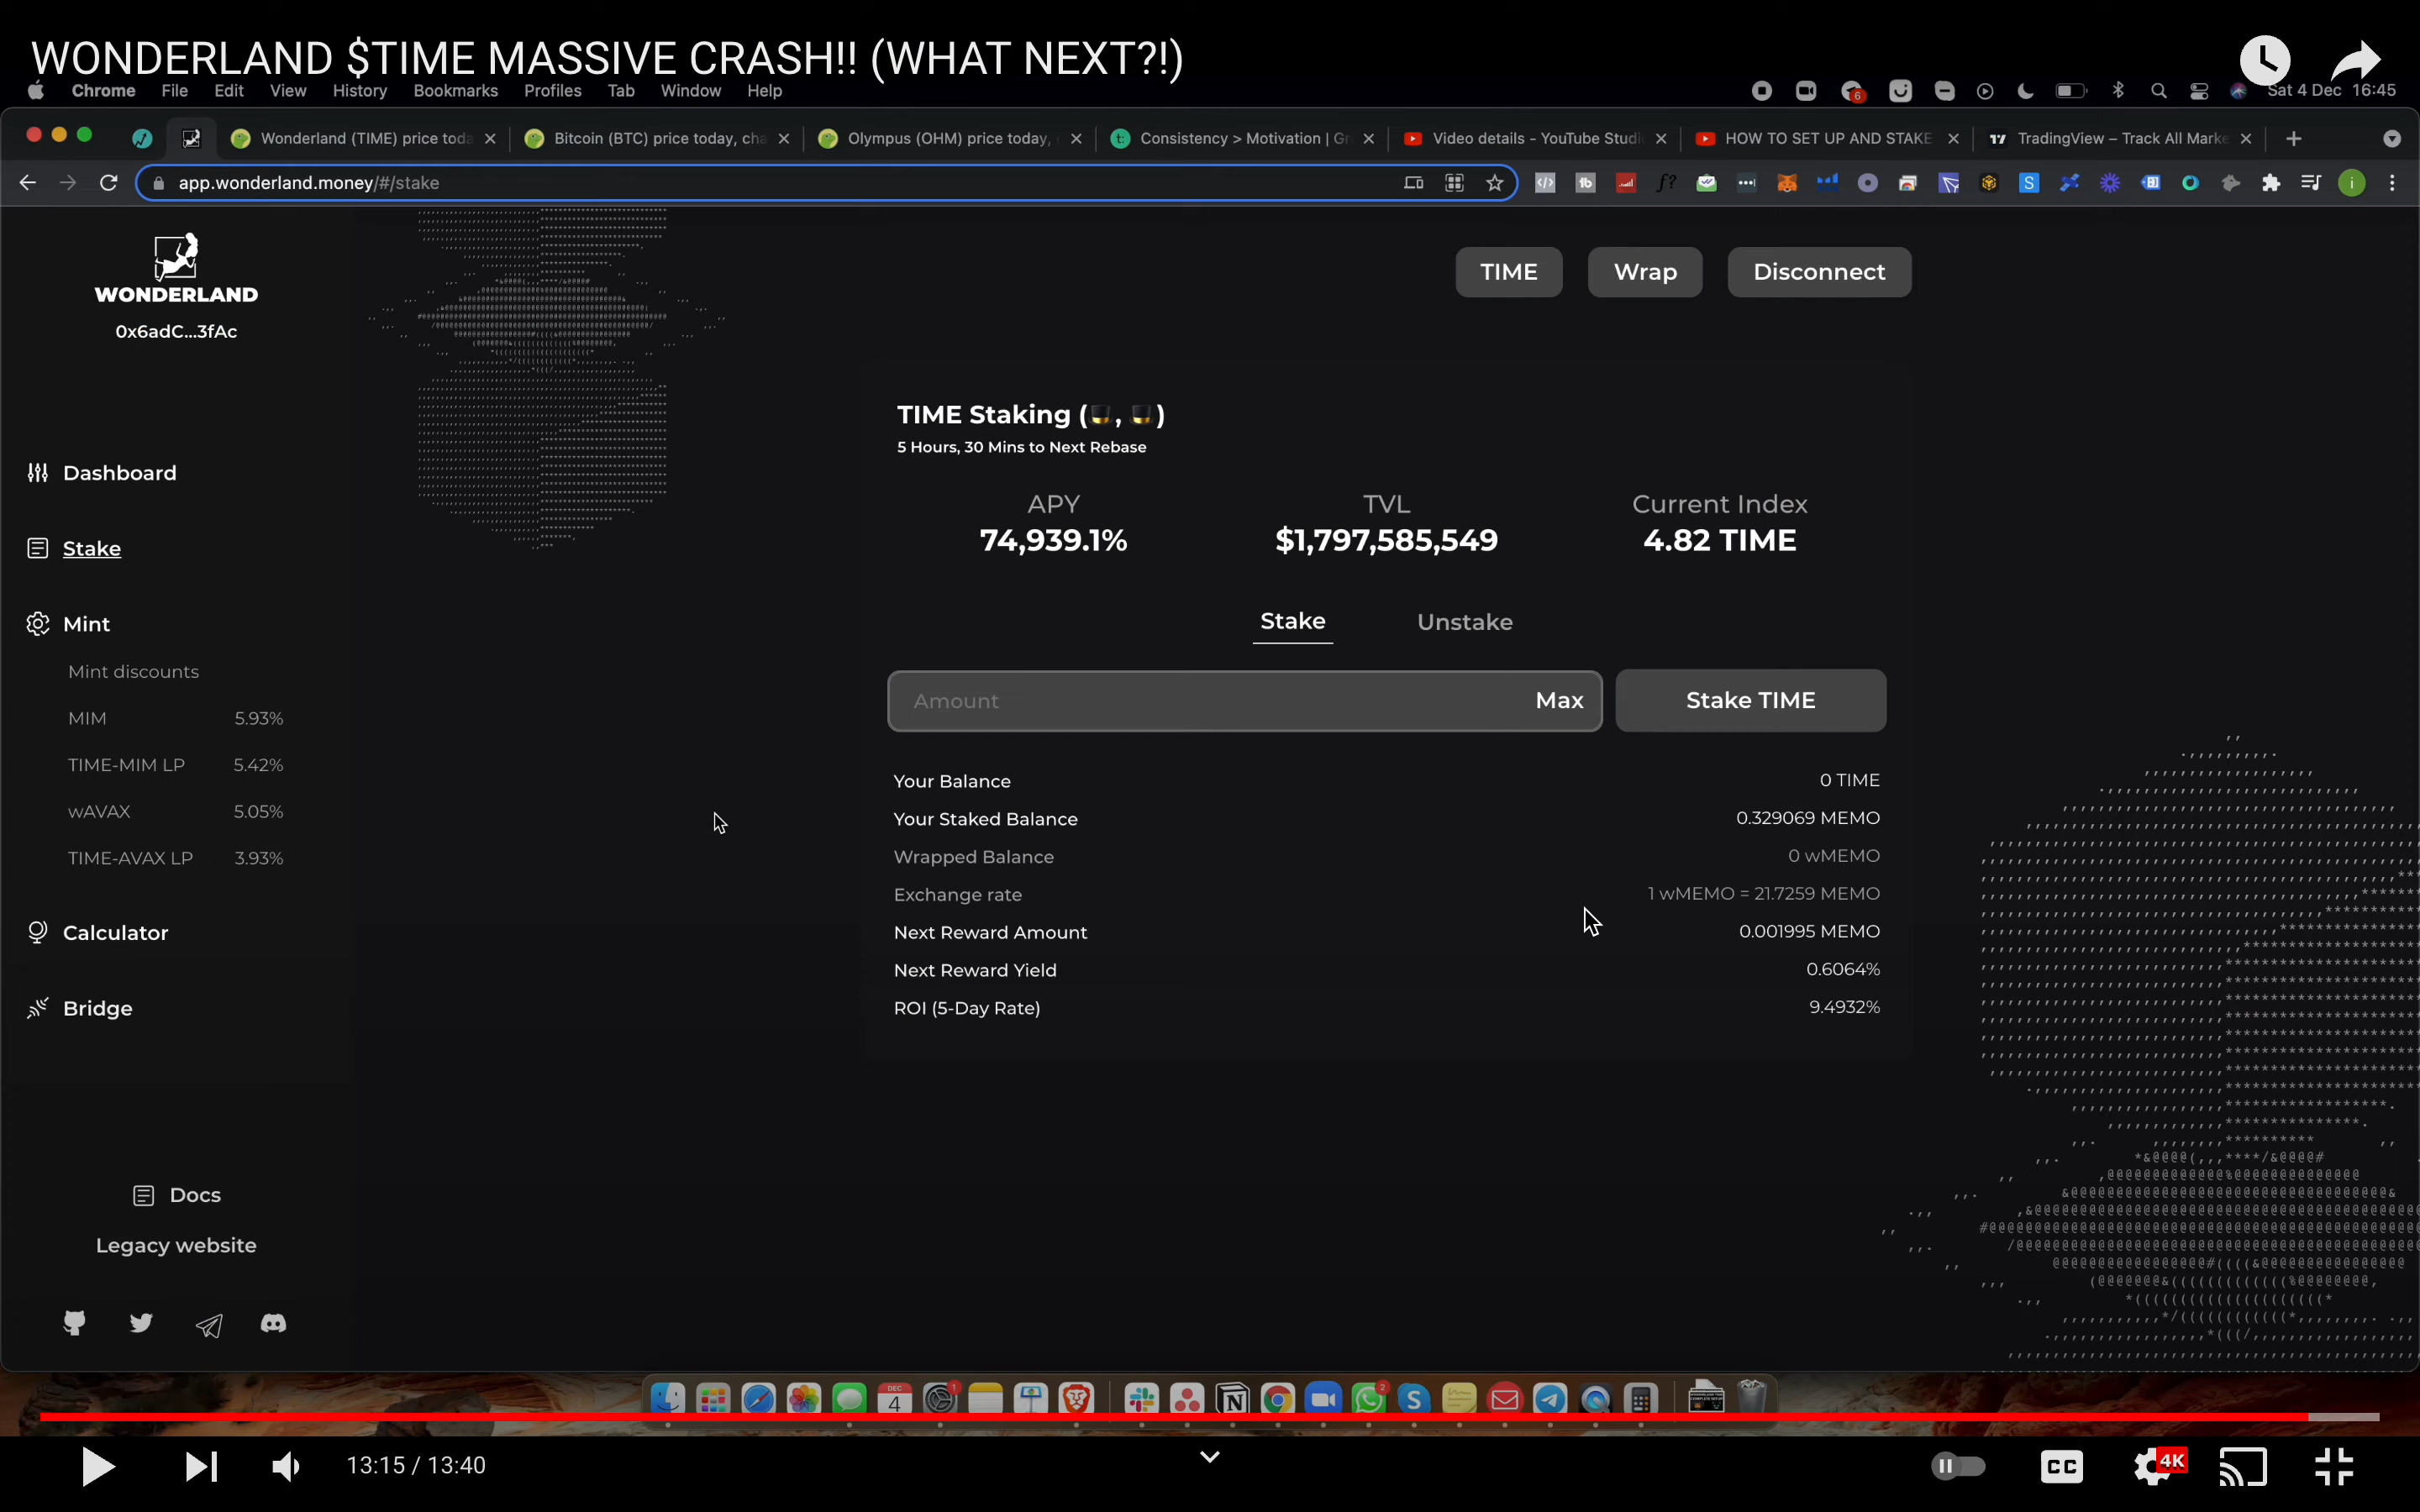 WONDERLAND $TIME MASSIVE CRASH!! (WHAT NEXT?!)
Chrome File Edit View History Bookmarks Profiles Tab Window Help
6
Sat 4 Dec 16:45
Wonderland (TIME) price toda
Bitcoin (BTC) price today, cha
Olympus (OHM) price today,
Consistency > Motivation | Gr
Video details - YouTube Studi
HOW TO SET UP AND STAKE
TradingView – Track All Marke
app.wonderland.money/#/stake
WONDERLAND
0x6adC...3fAc
TIME
Wrap
Disconnect
TIME Staking (🎩, 🎩)
5 Hours, 30 Mins to Next Rebase
APY
74,939.1%
TVL
$1,797,585,549
Current Index
4.82 TIME
Dashboard
Stake
Mint
Mint discounts
MIM 5.93%
TIME-MIM LP 5.42%
wAVAX 5.05%
TIME-AVAX LP 3.93%
Calculator
Bridge
Docs
Legacy website
Stake
Unstake
Amount
Max
Stake TIME
Your Balance 0 TIME
Your Staked Balance 0.329069 MEMO
Wrapped Balance 0 wMEMO
Exchange rate 1 wMEMO = 21.7259 MEMO
Next Reward Amount 0.001995 MEMO
Next Reward Yield 0.6064%
ROI (5-Day Rate) 9.4932%
DEC
4
1
2
13:15 / 13:40
CC
4K